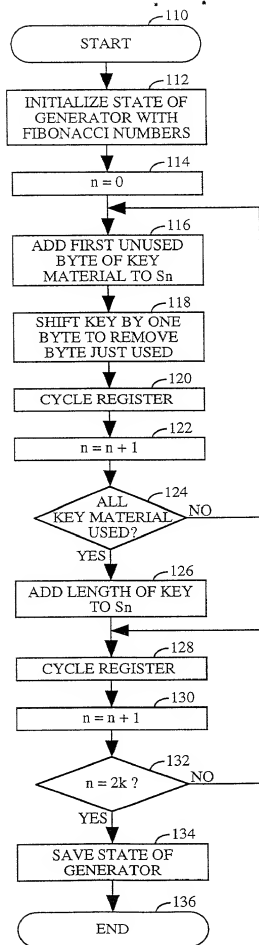 110
START
112
INITIALIZE STATE OF
GENERATOR WITH
FIBONACCI NUMBERS
114
n = 0
116
ADD FIRST UNUSED
BYTE OF KEY
MATERIAL TO Sn
118
SHIFT KEY BY ONE
BYTE TO REMOVE
BYTE JUST USED
120
CYCLE REGISTER
122
n = n + 1
124
ALL
KEY MATERIAL
USED?
NO
YES
126
ADD LENGTH OF KEY
TO Sn
128
CYCLE REGISTER
130
n = n + 1
132
n = 2k ?
NO
YES
134
SAVE STATE OF
GENERATOR
136
END